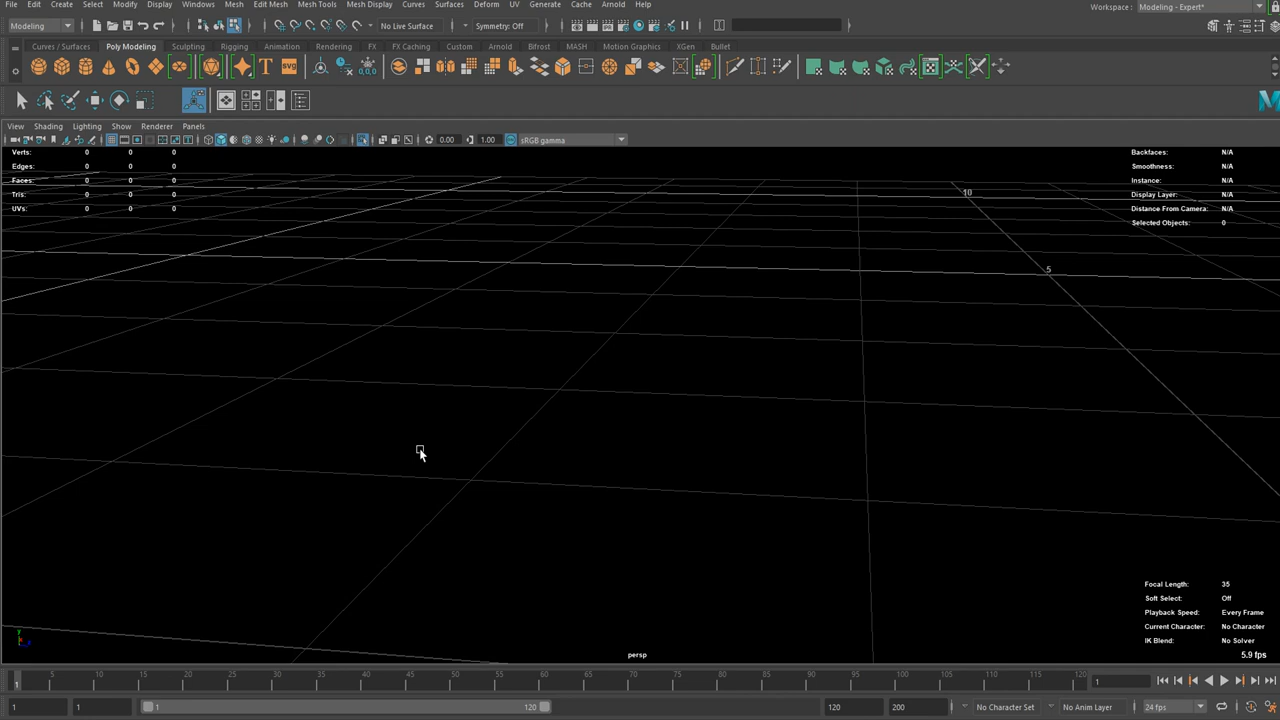 File Edit Create Select Modify Display Windows Mesh Edit Mesh Mesh Tools Mesh Display Curves Surfaces Deform UV Generate Cache Arnold Help Workspace : Modeling - Expert*
Modeling No Live Surface Symmetry: Off
Curves / Surfaces Poly Modeling Sculpting Rigging Animation Rendering FX FX Caching Custom Arnold Bifrost MASH Motion Graphics XGen Bullet
T SVG
View Shading Lighting Show Renderer Panels
0.00 1.00 sRGB gamma
Verts: 0 0 0 Backfaces: N/A
Edges: 0 0 0 Smoothness: N/A
Faces: 0 0 0 Instance: N/A
Tris: 0 0 0 Display Layer: N/A
UVs: 0 0 0 Distance From Camera: N/A
Selected Objects: 0
10
5
Focal Length: 35
Soft Select: Off
Playback Speed: Every Frame
Current Character: No Character
IK Blend: No Solver
persp 5.9 fps
1 5 10 15 20 25 30 35 40 45 50 55 60 65 70 75 80 85 90 95 100 105 110 115 120 1
1 1 1 120 120 200 No Character Set No Anim Layer 24 fps